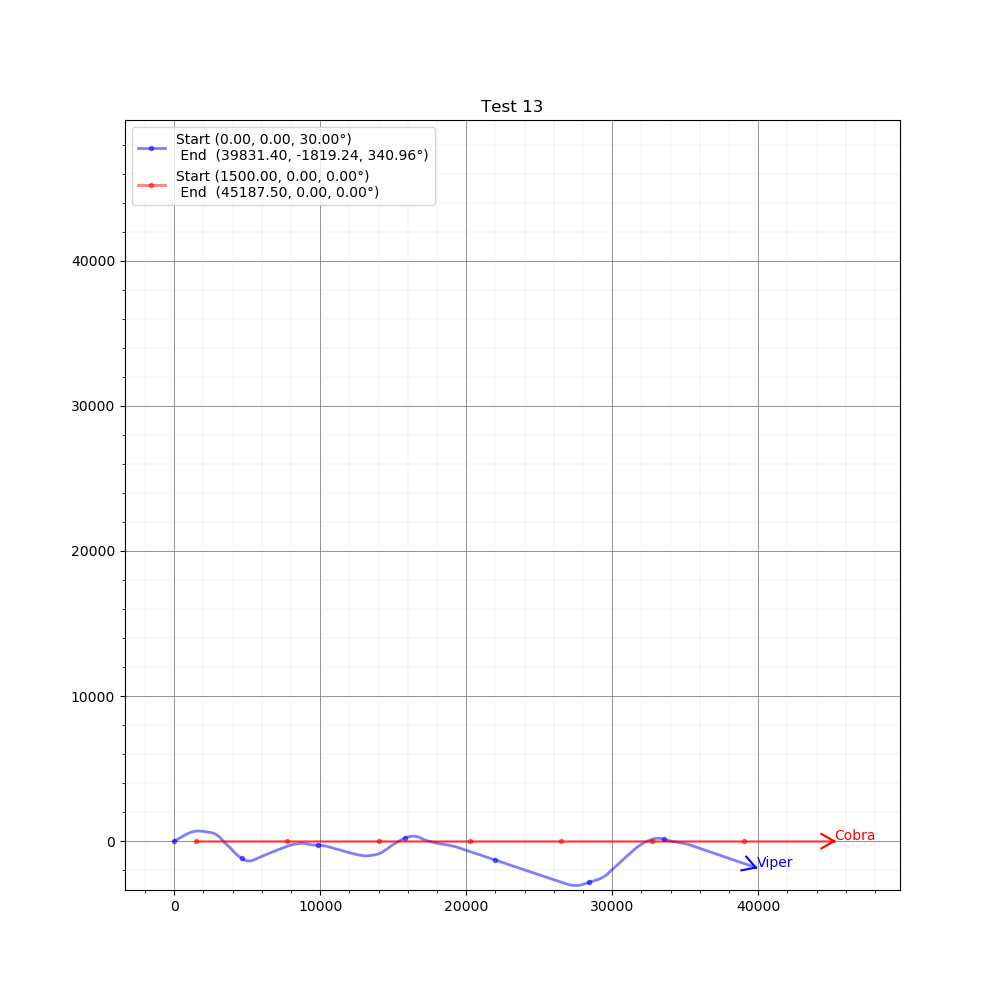 Test 13
Start (0.00, 0.00, 30.00°)
End  (39831.40, -1819.24, 340.96°)
Start (1500.00, 0.00, 0.00°)
End  (45187.50, 0.00, 0.00°)
40000
30000
20000
10000
0
Cobra
Viper
0
10000
20000
30000
40000